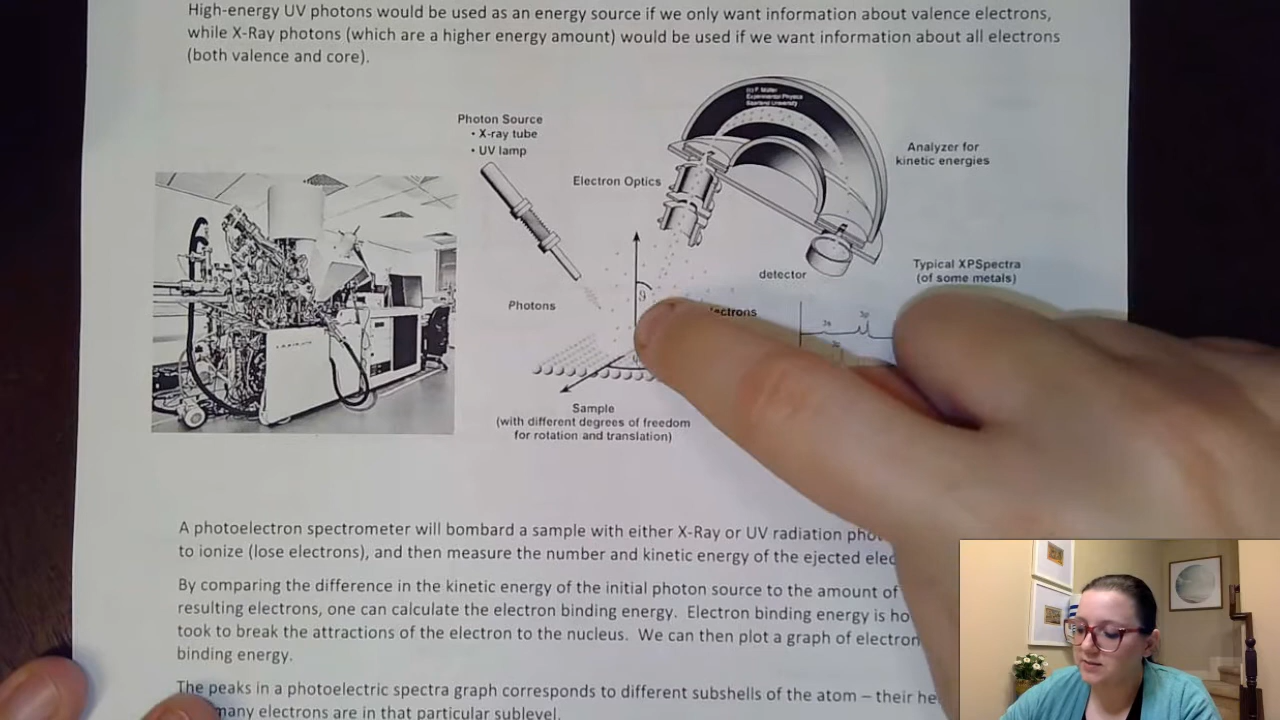 High-energy UV photons would be used as an energy source if we only want information about valence electrons,
while X-Ray photons (which are a higher energy amount) would be used if we want information about all electrons
(both valence and core).
Photon Source
• X-ray tube
• UV lamp
Electron Optics
Experimental Physics
Saarland University
Analyzer for
kinetic energies
detector
Typical XPSpectra
(of some metals)
Photons
Sample
(with different degrees of freedom
for rotation and translation)
A photoelectron spectrometer will bombard a sample with either X-Ray or UV radiation
to ionize (lose electrons), and then measure the number and kinetic energy of the ejected
By comparing the difference in the kinetic energy of the initial photon source to the amount of
resulting electrons, one can calculate the electron binding energy. Electron binding energy is
took to break the attractions of the electron to the nucleus. We can then plot a graph of electron
binding energy.
The peaks in a photoelectric spectra graph corresponds to different subshells of the atom – their
many electrons are in that particular sublevel.